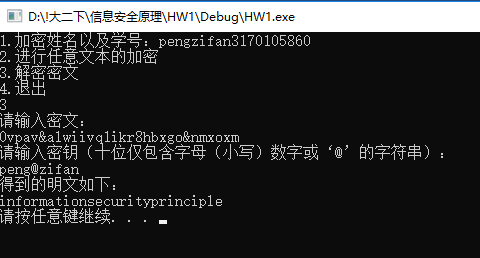 D:\!大二下\信息安全原理\HW1\Debug\HW1.exe
1.加密姓名以及学号：pengzifan3170105860
2.进行任意文本的加密
3.解密密文
4.退出
3
请输入密文：
0vpav&alwiivq1ikr8hbxgo&nmxoxm
请输入密钥（十位仅包含字母（小写）数字或‘@’的字符串）：
peng@zifan
得到的明文如下：
informationsecurityprinciple
请按任意键继续. . .